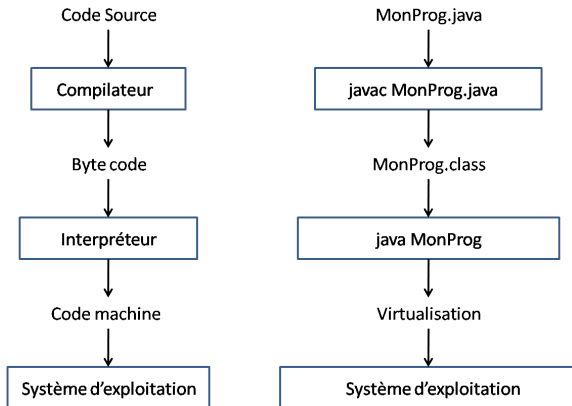 Code Source
MonProg.java
Compilateur
javac MonProg.java
Byte code
MonProg.class
Interpréteur
java MonProg
Code machine
Virtualisation
Système d'exploitation
Système d'exploitation